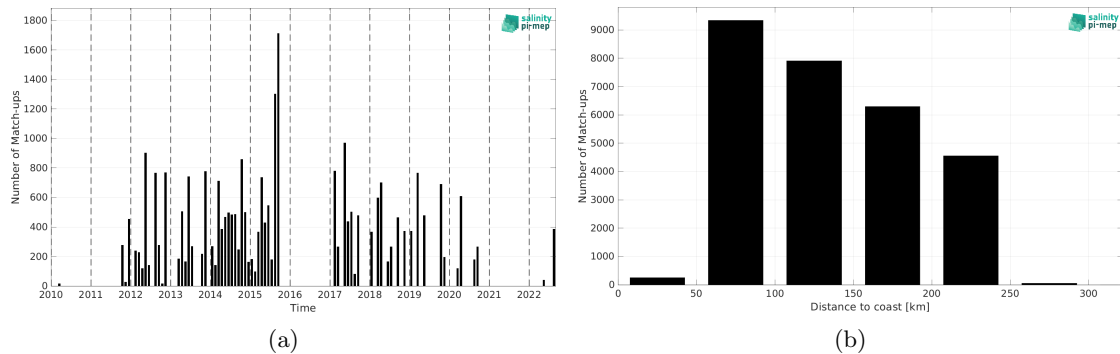 1800
1600
1400
1200
1000
800
600
400
200
0
Number of Match-ups
2010 2011 2012 2013 2014 2015 2016 2017 2018 2019 2020 2021 2022
Time
salinity
pi-mep
(a)
9000
8000
7000
6000
5000
4000
3000
2000
1000
0
Number of Match-ups
0 50 100 150 200 250 300
Distance to coast [km]
salinity
pi-mep
(b)